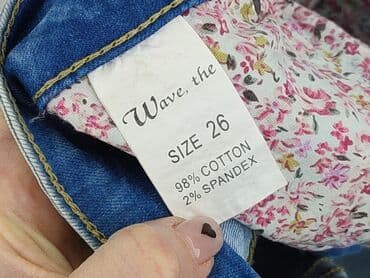 Wave, the
SIZE 26
98% COTTON
2% SPANDEX